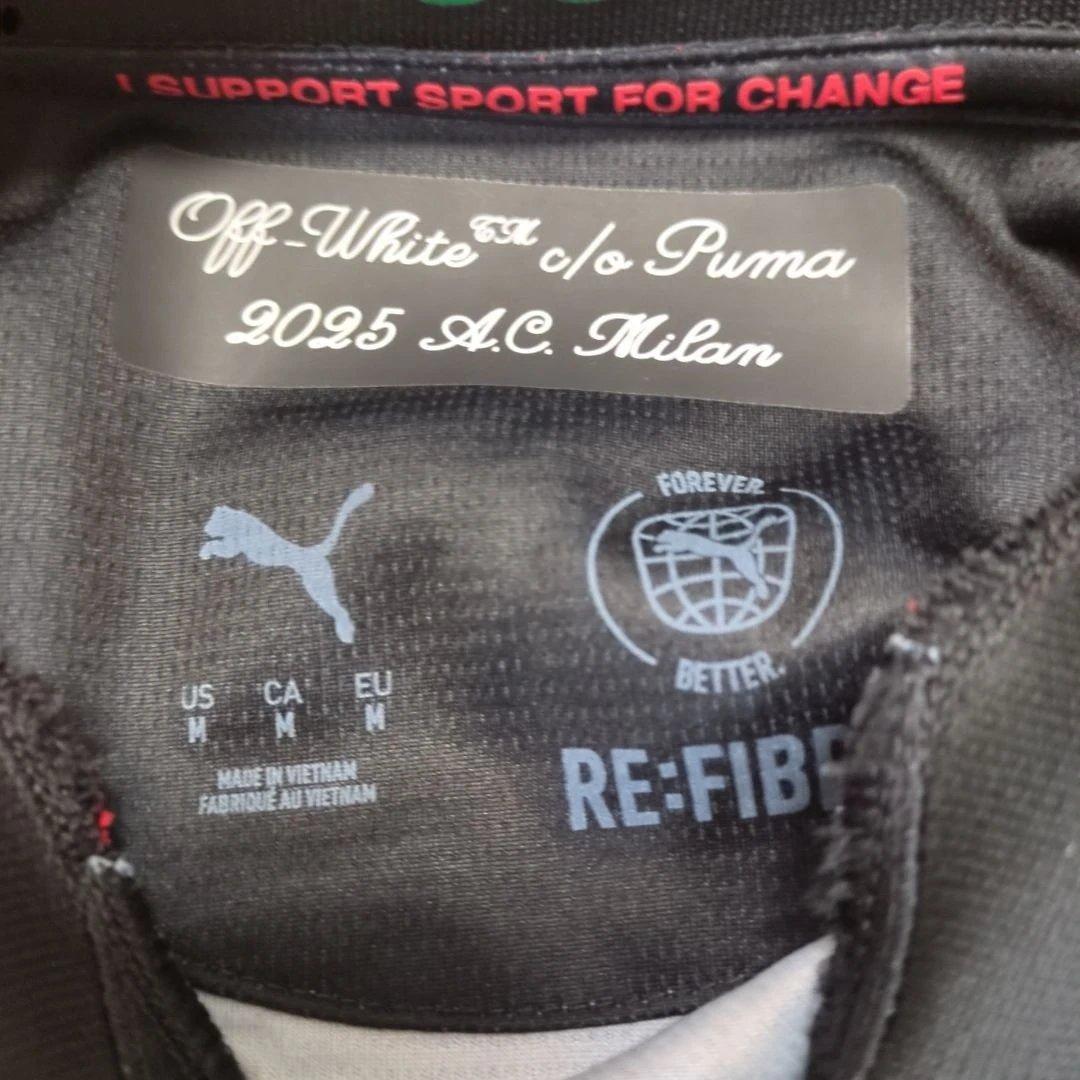 I SUPPORT SPORT FOR CHANGE
Off-White™ c/o Puma
2025 A.C. Milan
FOREVER.
BETTER.
US CA EU
M M M
MADE IN VIETNAM
FABRIQUÉ AU VIETNAM